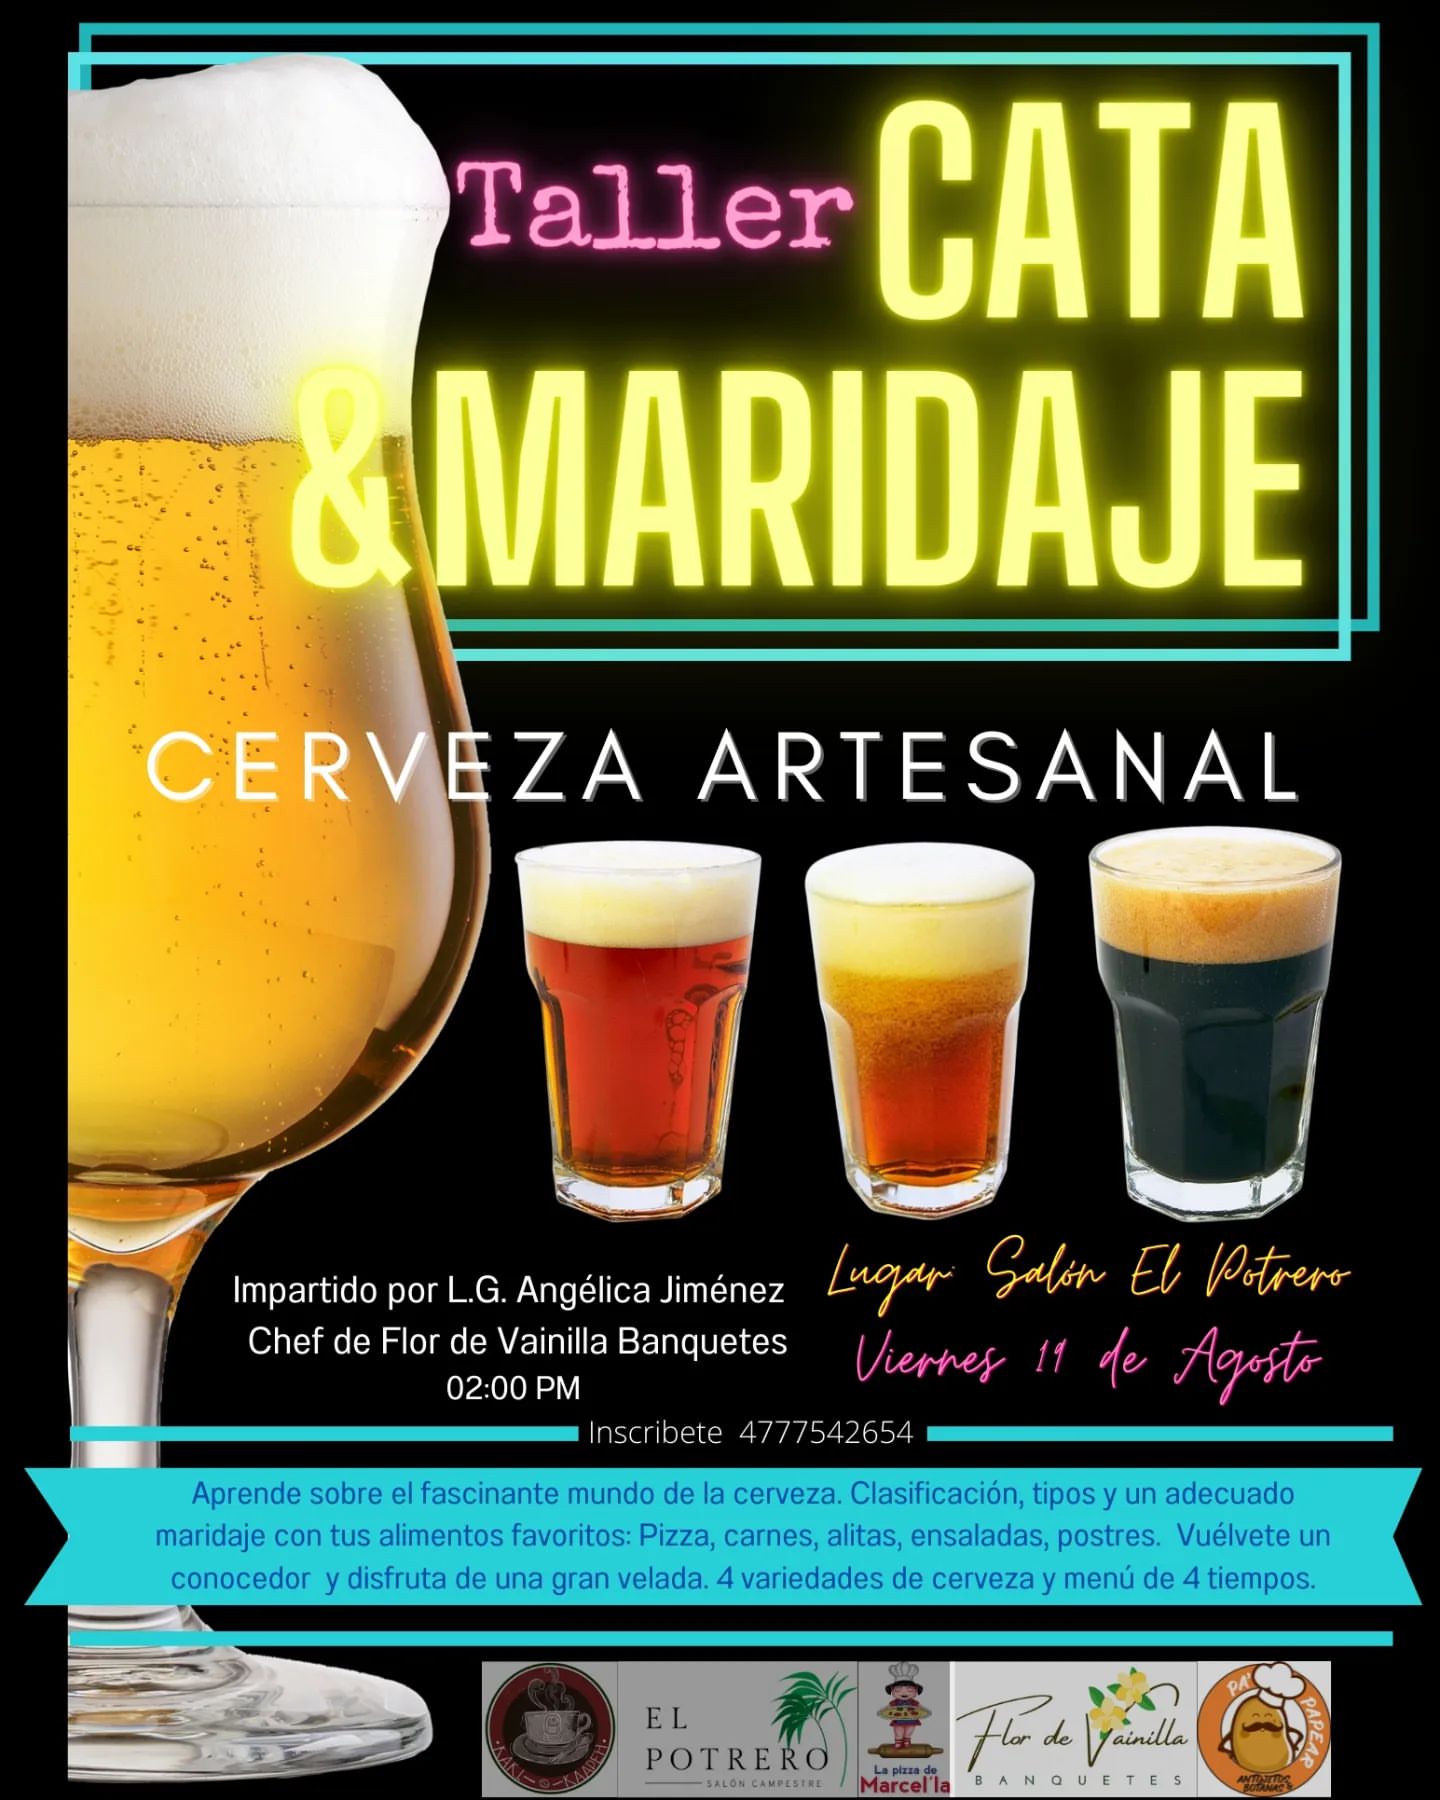 Taller CATA
& MARIDAJE
CERVEZA ARTESANAL
Impartido por L.G. Angélica Jiménez
Chef de Flor de Vainilla Banquetes
02:00 PM
Lugar: Salón El Potrero
Viernes 19 de Agosto
Inscribete 4777542654
Aprende sobre el fascinante mundo de la cerveza. Clasificación, tipos y un adecuado
maridaje con tus alimentos favoritos: Pizza, carnes, alitas, ensaladas, postres. Vuélvete un
conocedor y disfruta de una gran velada. 4 variedades de cerveza y menú de 4 tiempos.
EL
POTRERO
SALÓN CAMPESTRE
La pizza de
Marcel'la
Flor de Vainilla
BANQUETES
PA' PAPEAR
ANTOJITOS
BOTANAS